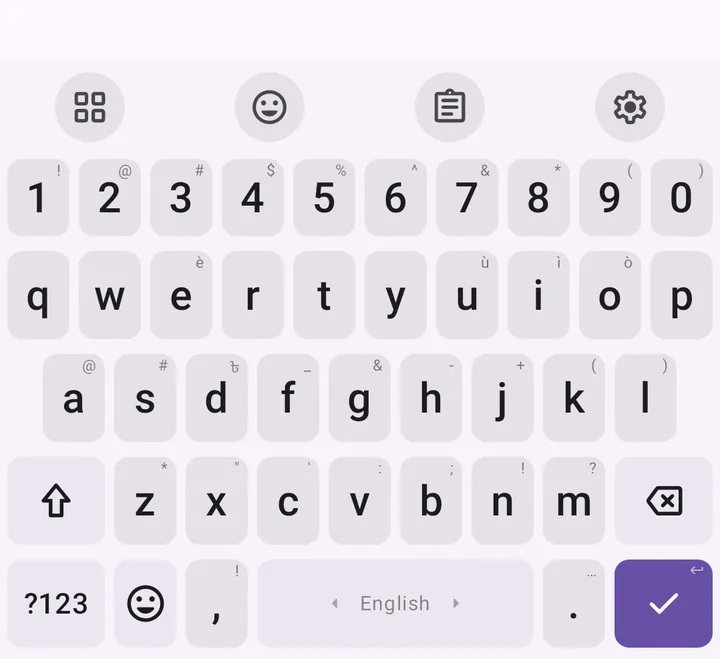 ! @ # $ % ^ & * ( )
1 2 3 4 5 6 7 8 9 0
è ù ì ò
q w e r t y u i o p
@ # ъ _ & - + ( )
a s d f g h j k l
* " ' : ; ! ?
z x c v b n m
! ...
?123 , English .